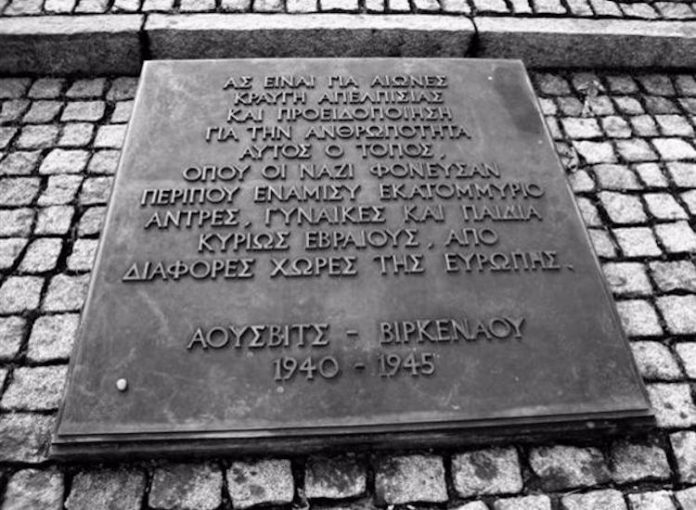 ΑΣ ΕΙΝΑΙ ΓΙΑ ΑΙΩΝΕΣ
ΚΡΑΥΓΗ ΑΠΕΛΠΙΣΙΑΣ
ΚΑΙ ΠΡΟΕΙΔΟΠΟΙΗΣΗ
ΓΙΑ ΤΗΝ ΑΝΘΡΩΠΟΤΗΤΑ
ΑΥΤΟΣ Ο ΤΟΠΟΣ,
ΟΠΟΥ ΟΙ ΝΑΖΙ ΦΟΝΕΥΣΑΝ
ΠΕΡΙΠΟΥ ΕΝΑΜΙΣΥ ΕΚΑΤΟΜΜΥΡΙΟ
ΑΝΤΡΕΣ, ΓΥΝΑΙΚΕΣ ΚΑΙ ΠΑΙΔΙΑ
ΚΥΡΙΩΣ ΕΒΡΑΙΟΥΣ, ΑΠΟ
ΔΙΑΦΟΡΕΣ ΧΩΡΕΣ ΤΗΣ ΕΥΡΩΠΗΣ.
ΑΟΥΣΒΙΤΣ - ΒΙΡΚΕΝΑΟΥ
1940 - 1945